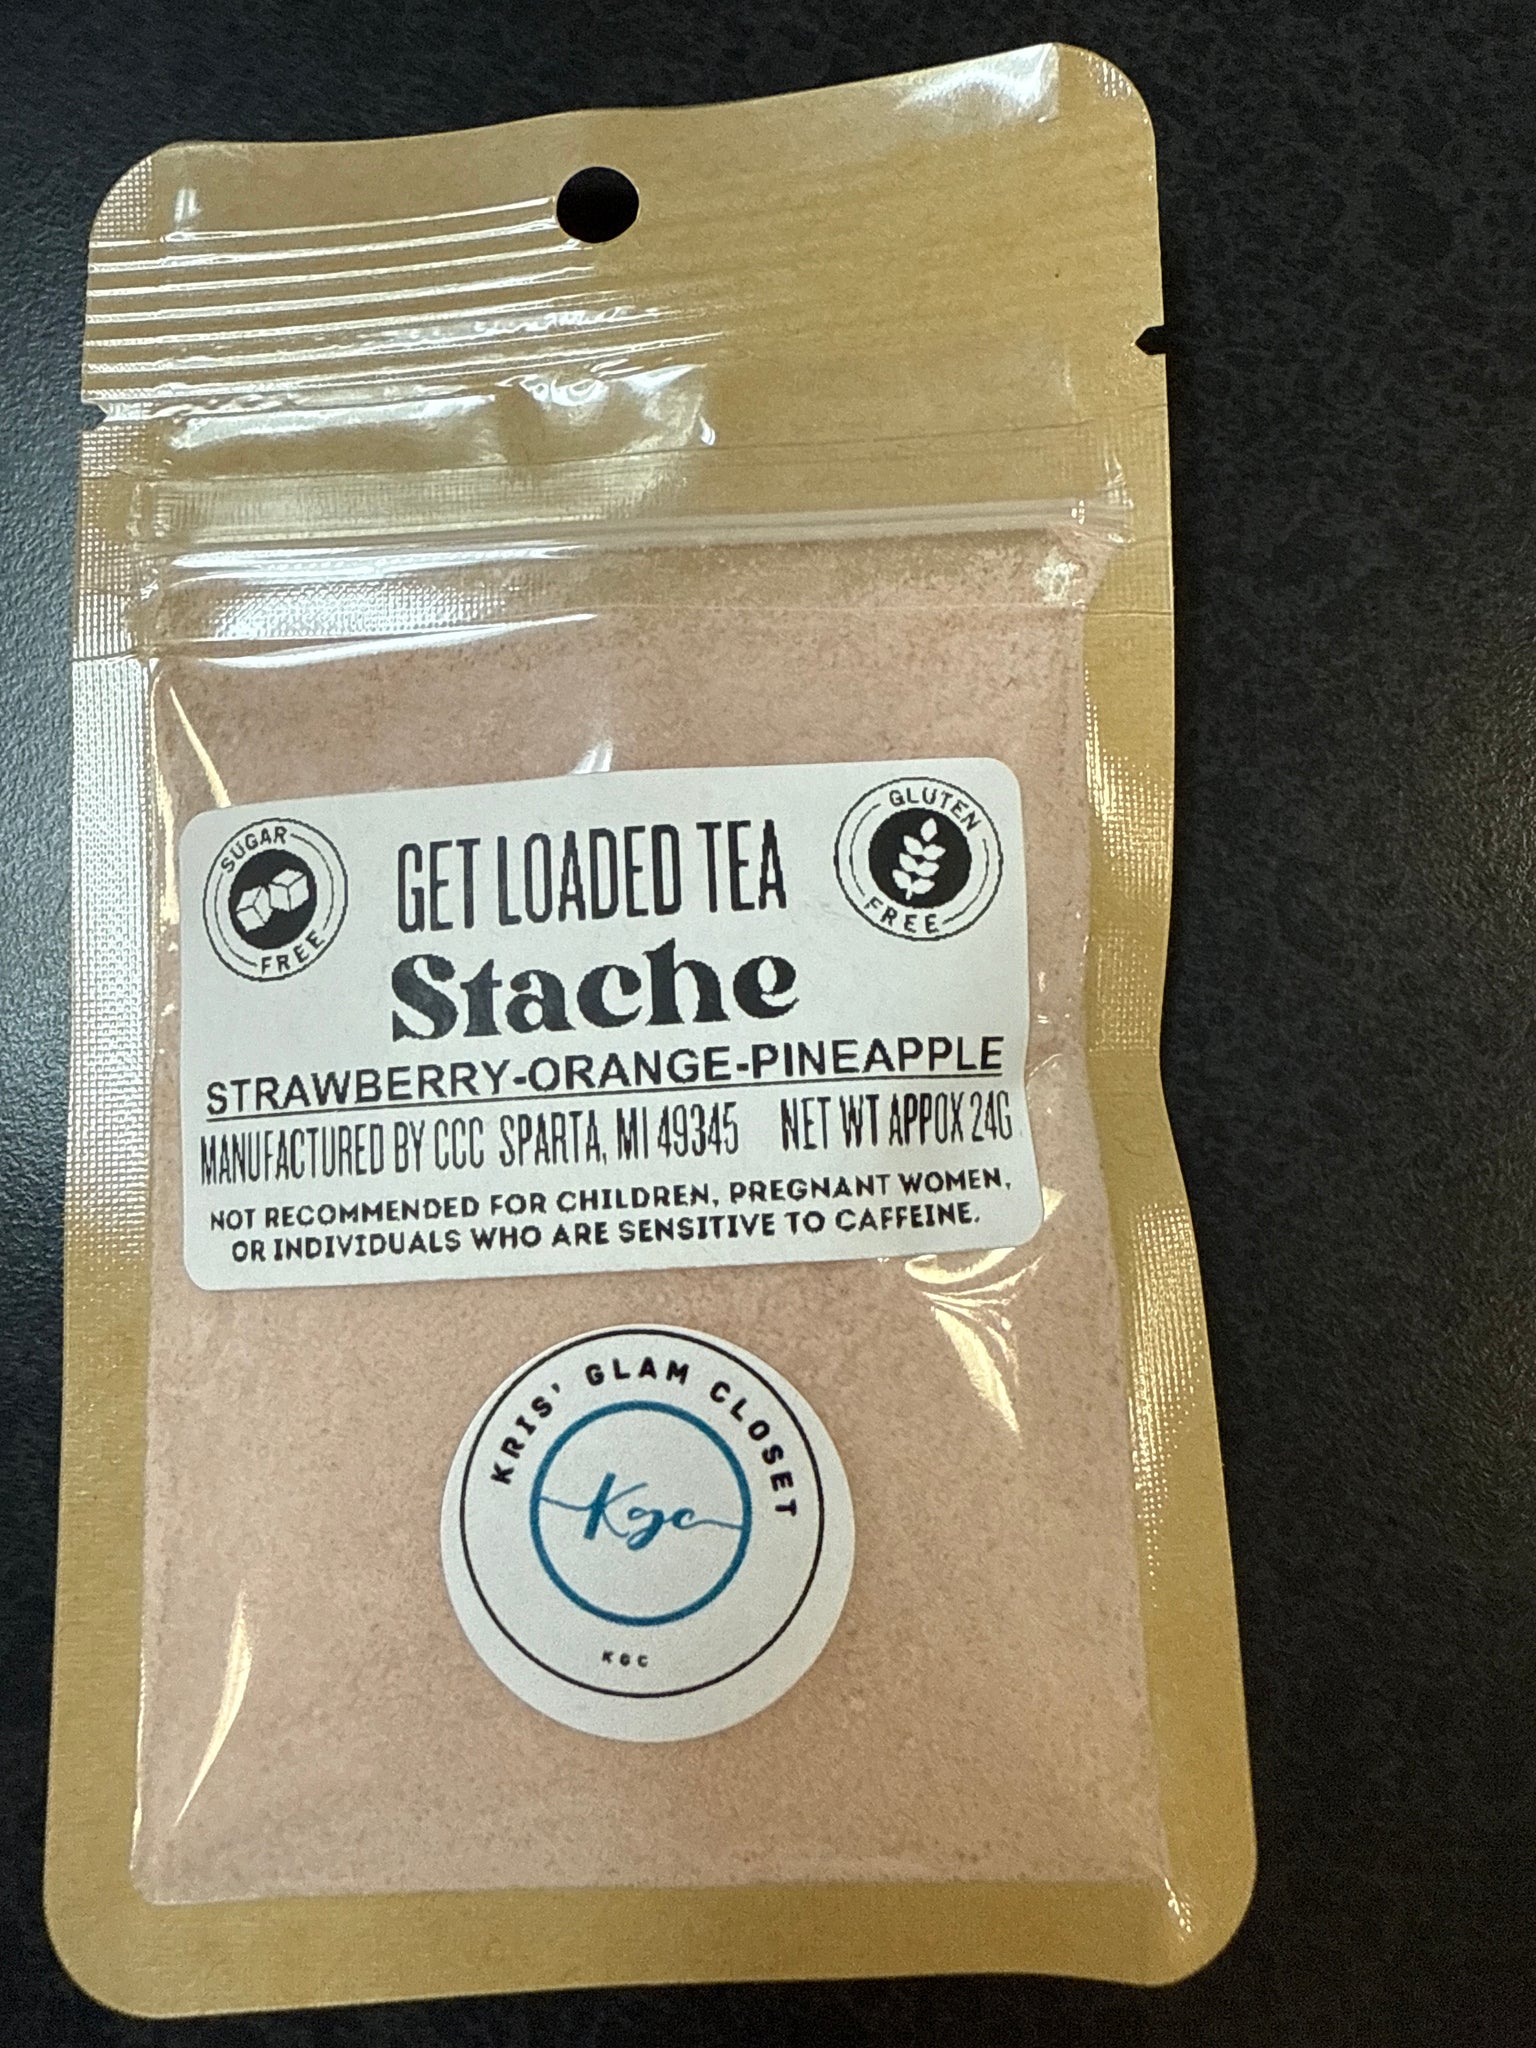 SUGAR FREE
GET LOADED TEA
GLUTEN FREE
Stache
STRAWBERRY-ORANGE-PINEAPPLE
MANUFACTURED BY CCC SPARTA, MI 49345 NET WT APPOX 24G
NOT RECOMMENDED FOR CHILDREN, PREGNANT WOMEN,
OR INDIVIDUALS WHO ARE SENSITIVE TO CAFFEINE.
KRIS' GLAM CLOSET
Kgc
KGC